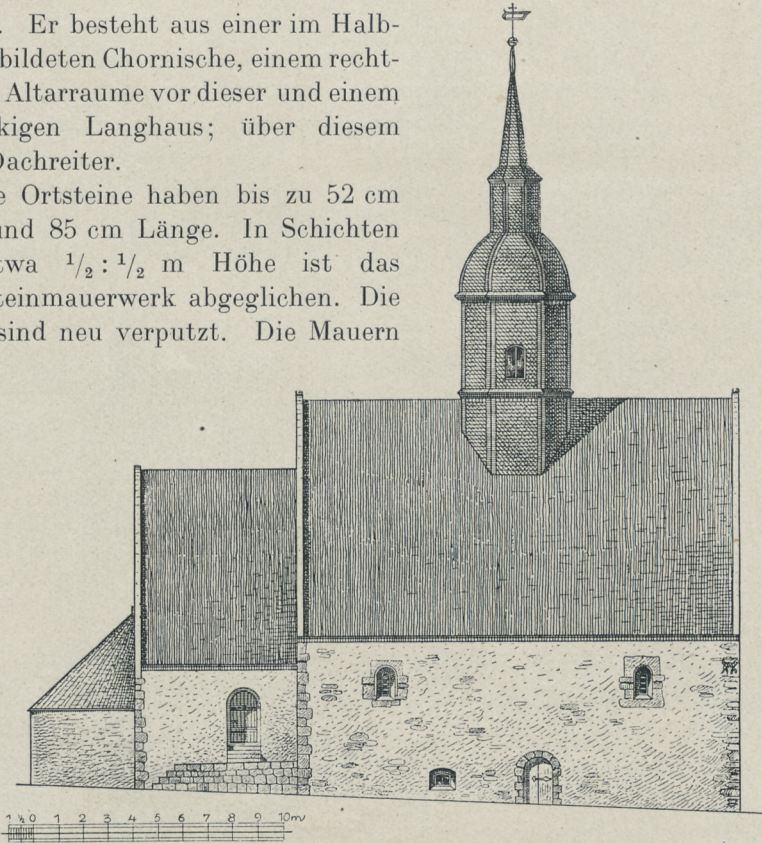 . Er besteht aus einer im Halb-
bildeten Chornische, einem recht-
Altarraume vor dieser und einem
kigen Langhaus; über diesem
Dachreiter.
e Ortsteine haben bis zu 52 cm
und 85 cm Länge. In Schichten
twa 1/2 : 1/2 m Höhe ist das
teinmauerwerk abgeglichen. Die
sind neu verputzt. Die Mauern
1 ½ 0 1 2 3 4 5 6 7 8 9 10m